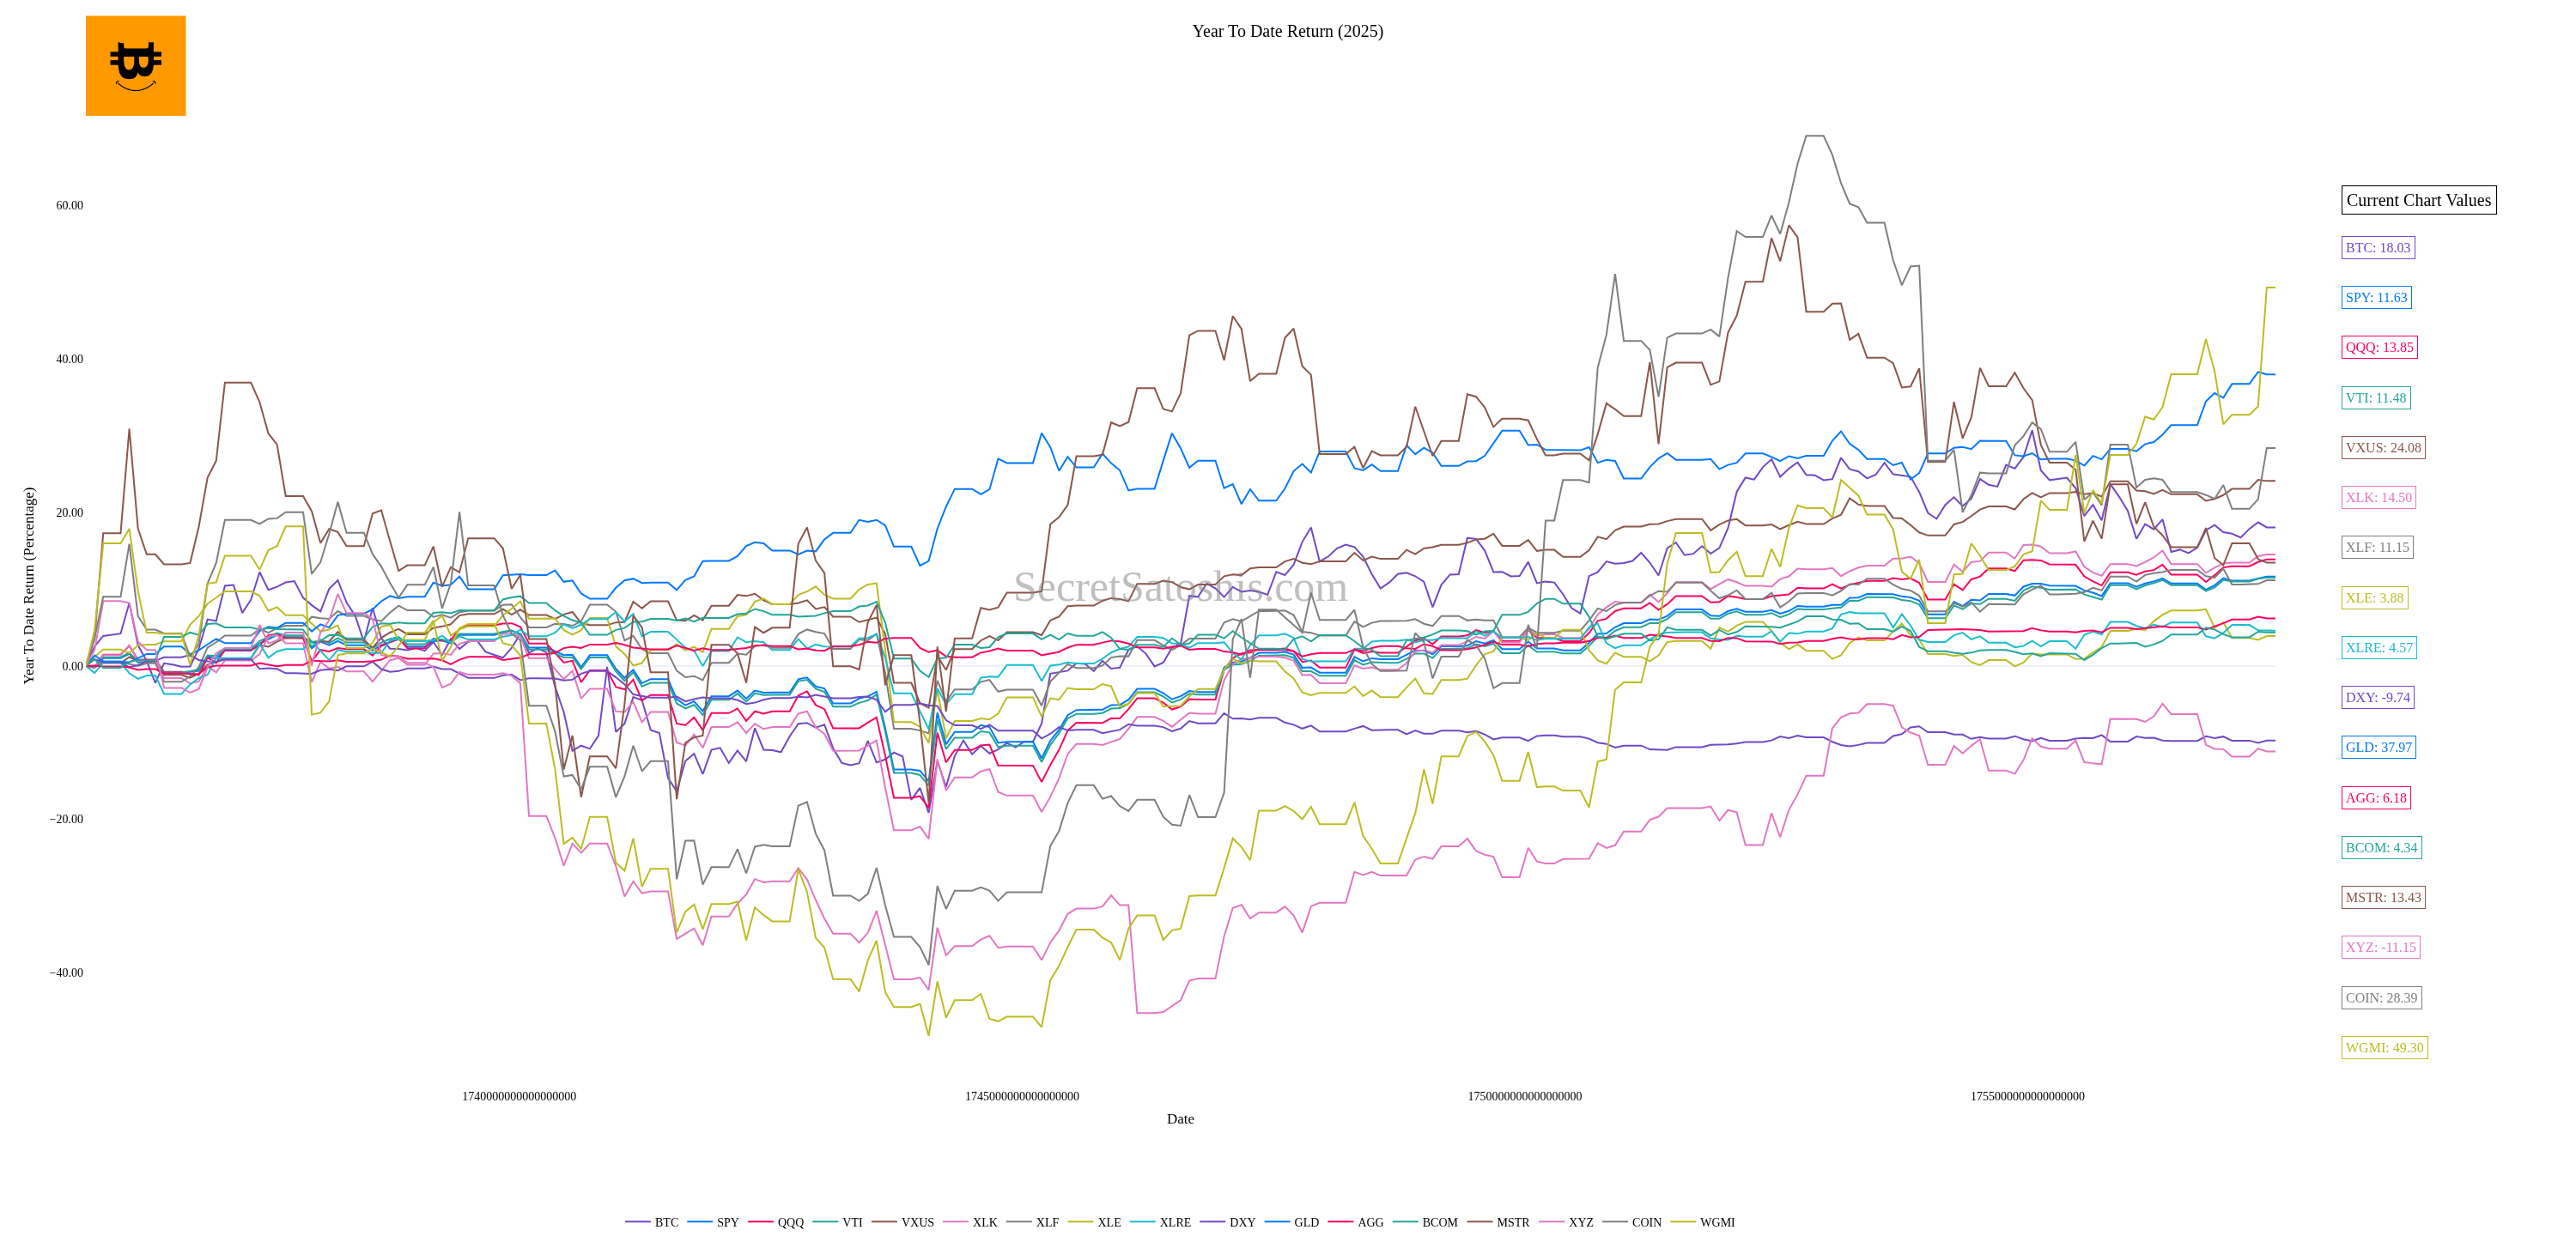 Year To Date Return (2025)
60.00
40.00
20.00
0.00
−20.00
−40.00
Year To Date Return (Percentage)
SecretSatoshis.com
Current Chart Values
BTC: 18.03
SPY: 11.63
QQQ: 13.85
VTI: 11.48
VXUS: 24.08
XLK: 14.50
XLF: 11.15
XLE: 3.88
XLRE: 4.57
DXY: -9.74
GLD: 37.97
AGG: 6.18
BCOM: 4.34
MSTR: 13.43
XYZ: -11.15
COIN: 28.39
WGMI: 49.30
1740000000000000000 1745000000000000000 1750000000000000000 1755000000000000000
Date
BTC SPY QQQ VTI VXUS XLK XLF XLE XLRE DXY GLD AGG BCOM MSTR XYZ COIN WGMI